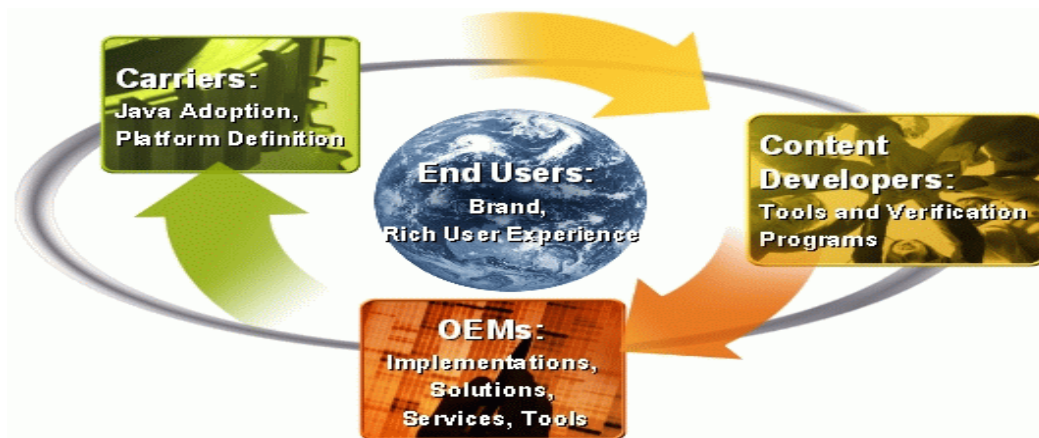 Carriers:
Java Adoption,
Platform Definition
End Users:
Brand,
Rich User Experience
Content
Developers:
Tools and Verification
Programs
OEMs:
Implementations,
Solutions,
Services, Tools